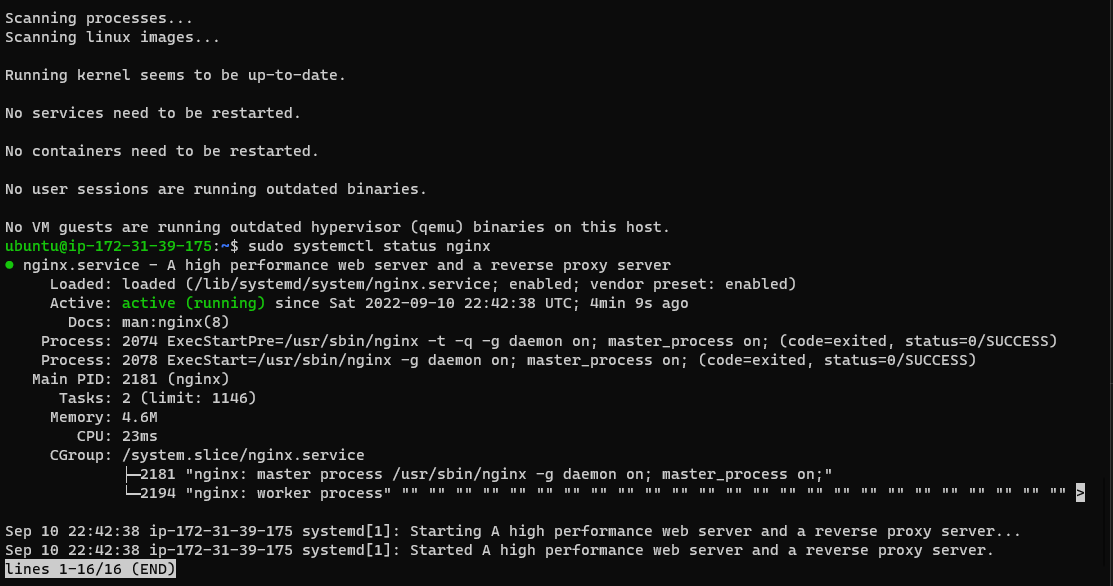 Scanning processes...
Scanning linux images...
Running kernel seems to be up-to-date.
No services need to be restarted.
No containers need to be restarted.
No user sessions are running outdated binaries.
No VM guests are running outdated hypervisor (qemu) binaries on this host.
ubuntu@ip-172-31-39-175:~$ sudo systemctl status nginx
● nginx.service - A high performance web server and a reverse proxy server
Loaded: loaded (/lib/systemd/system/nginx.service; enabled; vendor preset: enabled)
Active: active (running) since Sat 2022-09-10 22:42:38 UTC; 4min 9s ago
Docs: man:nginx(8)
Process: 2074 ExecStartPre=/usr/sbin/nginx -t -q -g daemon on; master_process on; (code=exited, status=0/SUCCESS)
Process: 2078 ExecStart=/usr/sbin/nginx -g daemon on; master_process on; (code=exited, status=0/SUCCESS)
Main PID: 2181 (nginx)
Tasks: 2 (limit: 1146)
Memory: 4.6M
CPU: 23ms
CGroup: /system.slice/nginx.service
├─2181 "nginx: master process /usr/sbin/nginx -g daemon on; master_process on;"
└─2194 "nginx: worker process" "" "" "" "" "" "" "" "" "" "" "" "" "" "" "" "" "" "" "" "" "" "" "" "" "" >
Sep 10 22:42:38 ip-172-31-39-175 systemd[1]: Starting A high performance web server and a reverse proxy server...
Sep 10 22:42:38 ip-172-31-39-175 systemd[1]: Started A high performance web server and a reverse proxy server.
lines 1-16/16 (END)